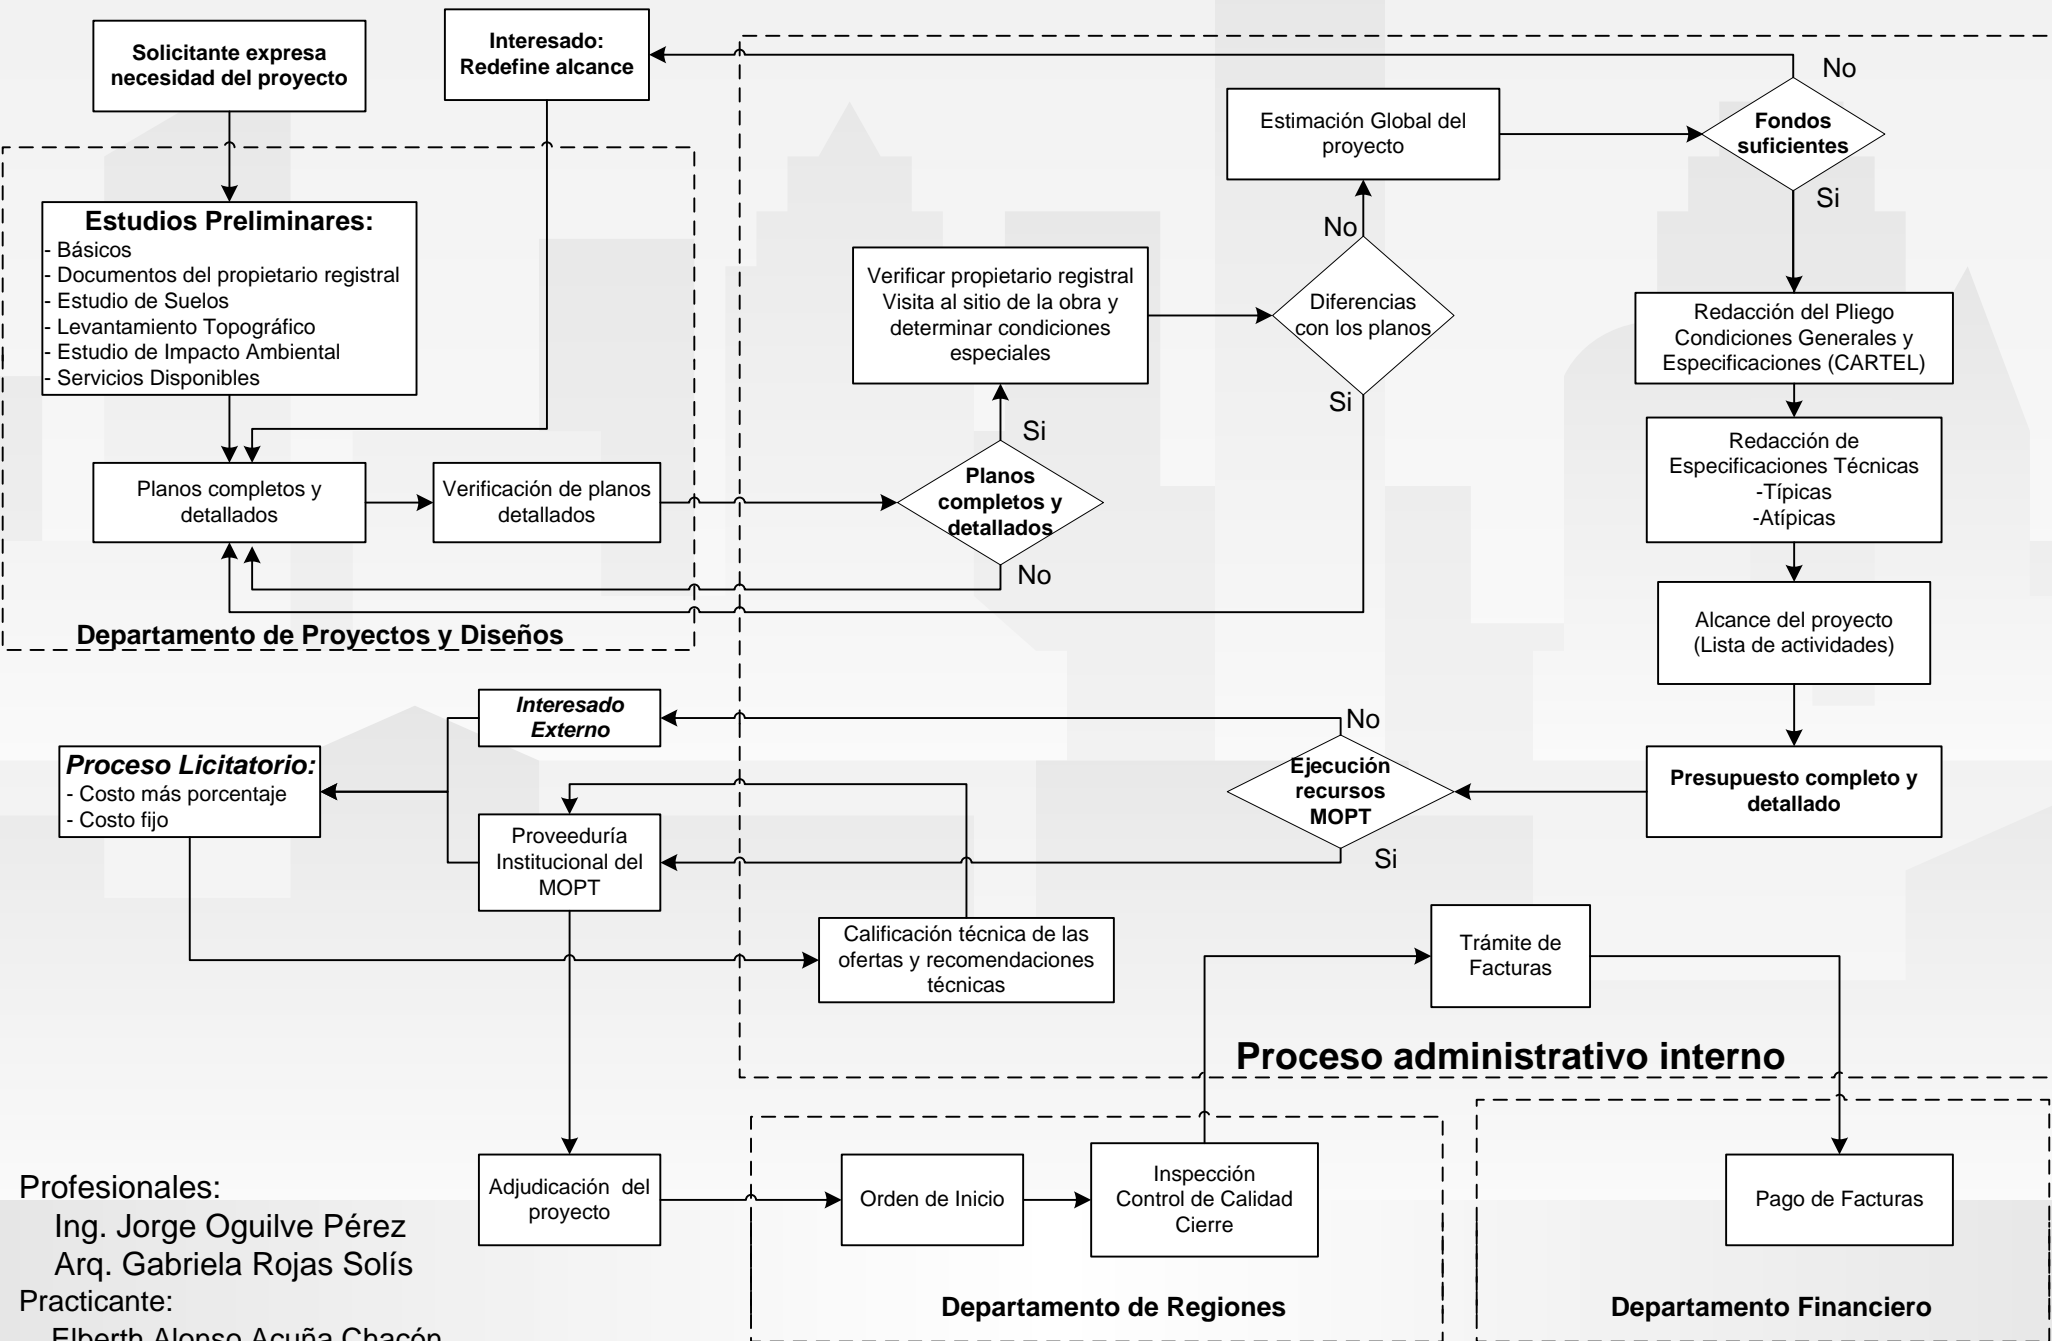 Solicitante expresa
necesidad del proyecto
Interesado:
Redefine alcance
Estudios Preliminares:
- Básicos
- Documentos del propietario registral
- Estudio de Suelos
- Levantamiento Topográfico
- Estudio de Impacto Ambiental
- Servicios Disponibles
Planos completos y
detallados
Verificación de planos
detallados
Departamento de Proyectos y Diseños
Planos
completos y
detallados
Si
No
Verificar propietario registral
Visita al sitio de la obra y
determinar condiciones
especiales
Diferencias
con los planos
No
Si
Estimación Global del
proyecto
Fondos
suficientes
No
Si
Redacción del Pliego
Condiciones Generales y
Especificaciones (CARTEL)
Redacción de
Especificaciones Técnicas
-Típicas
-Atípicas
Alcance del proyecto
(Lista de actividades)
Presupuesto completo y
detallado
Ejecución
recursos
MOPT
No
Si
Interesado
Externo
Proceso Licitatorio:
- Costo más porcentaje
- Costo fijo
Proveeduría
Institucional del
MOPT
Calificación técnica de las
ofertas y recomendaciones
técnicas
Trámite de
Facturas
Proceso administrativo interno
Adjudicación del
proyecto
Orden de Inicio
Inspección
Control de Calidad
Cierre
Departamento de Regiones
Pago de Facturas
Departamento Financiero
Profesionales:
Ing. Jorge Oguilve Pérez
Arq. Gabriela Rojas Solís
Practicante:
Elberth Alonso Acuña Chacón